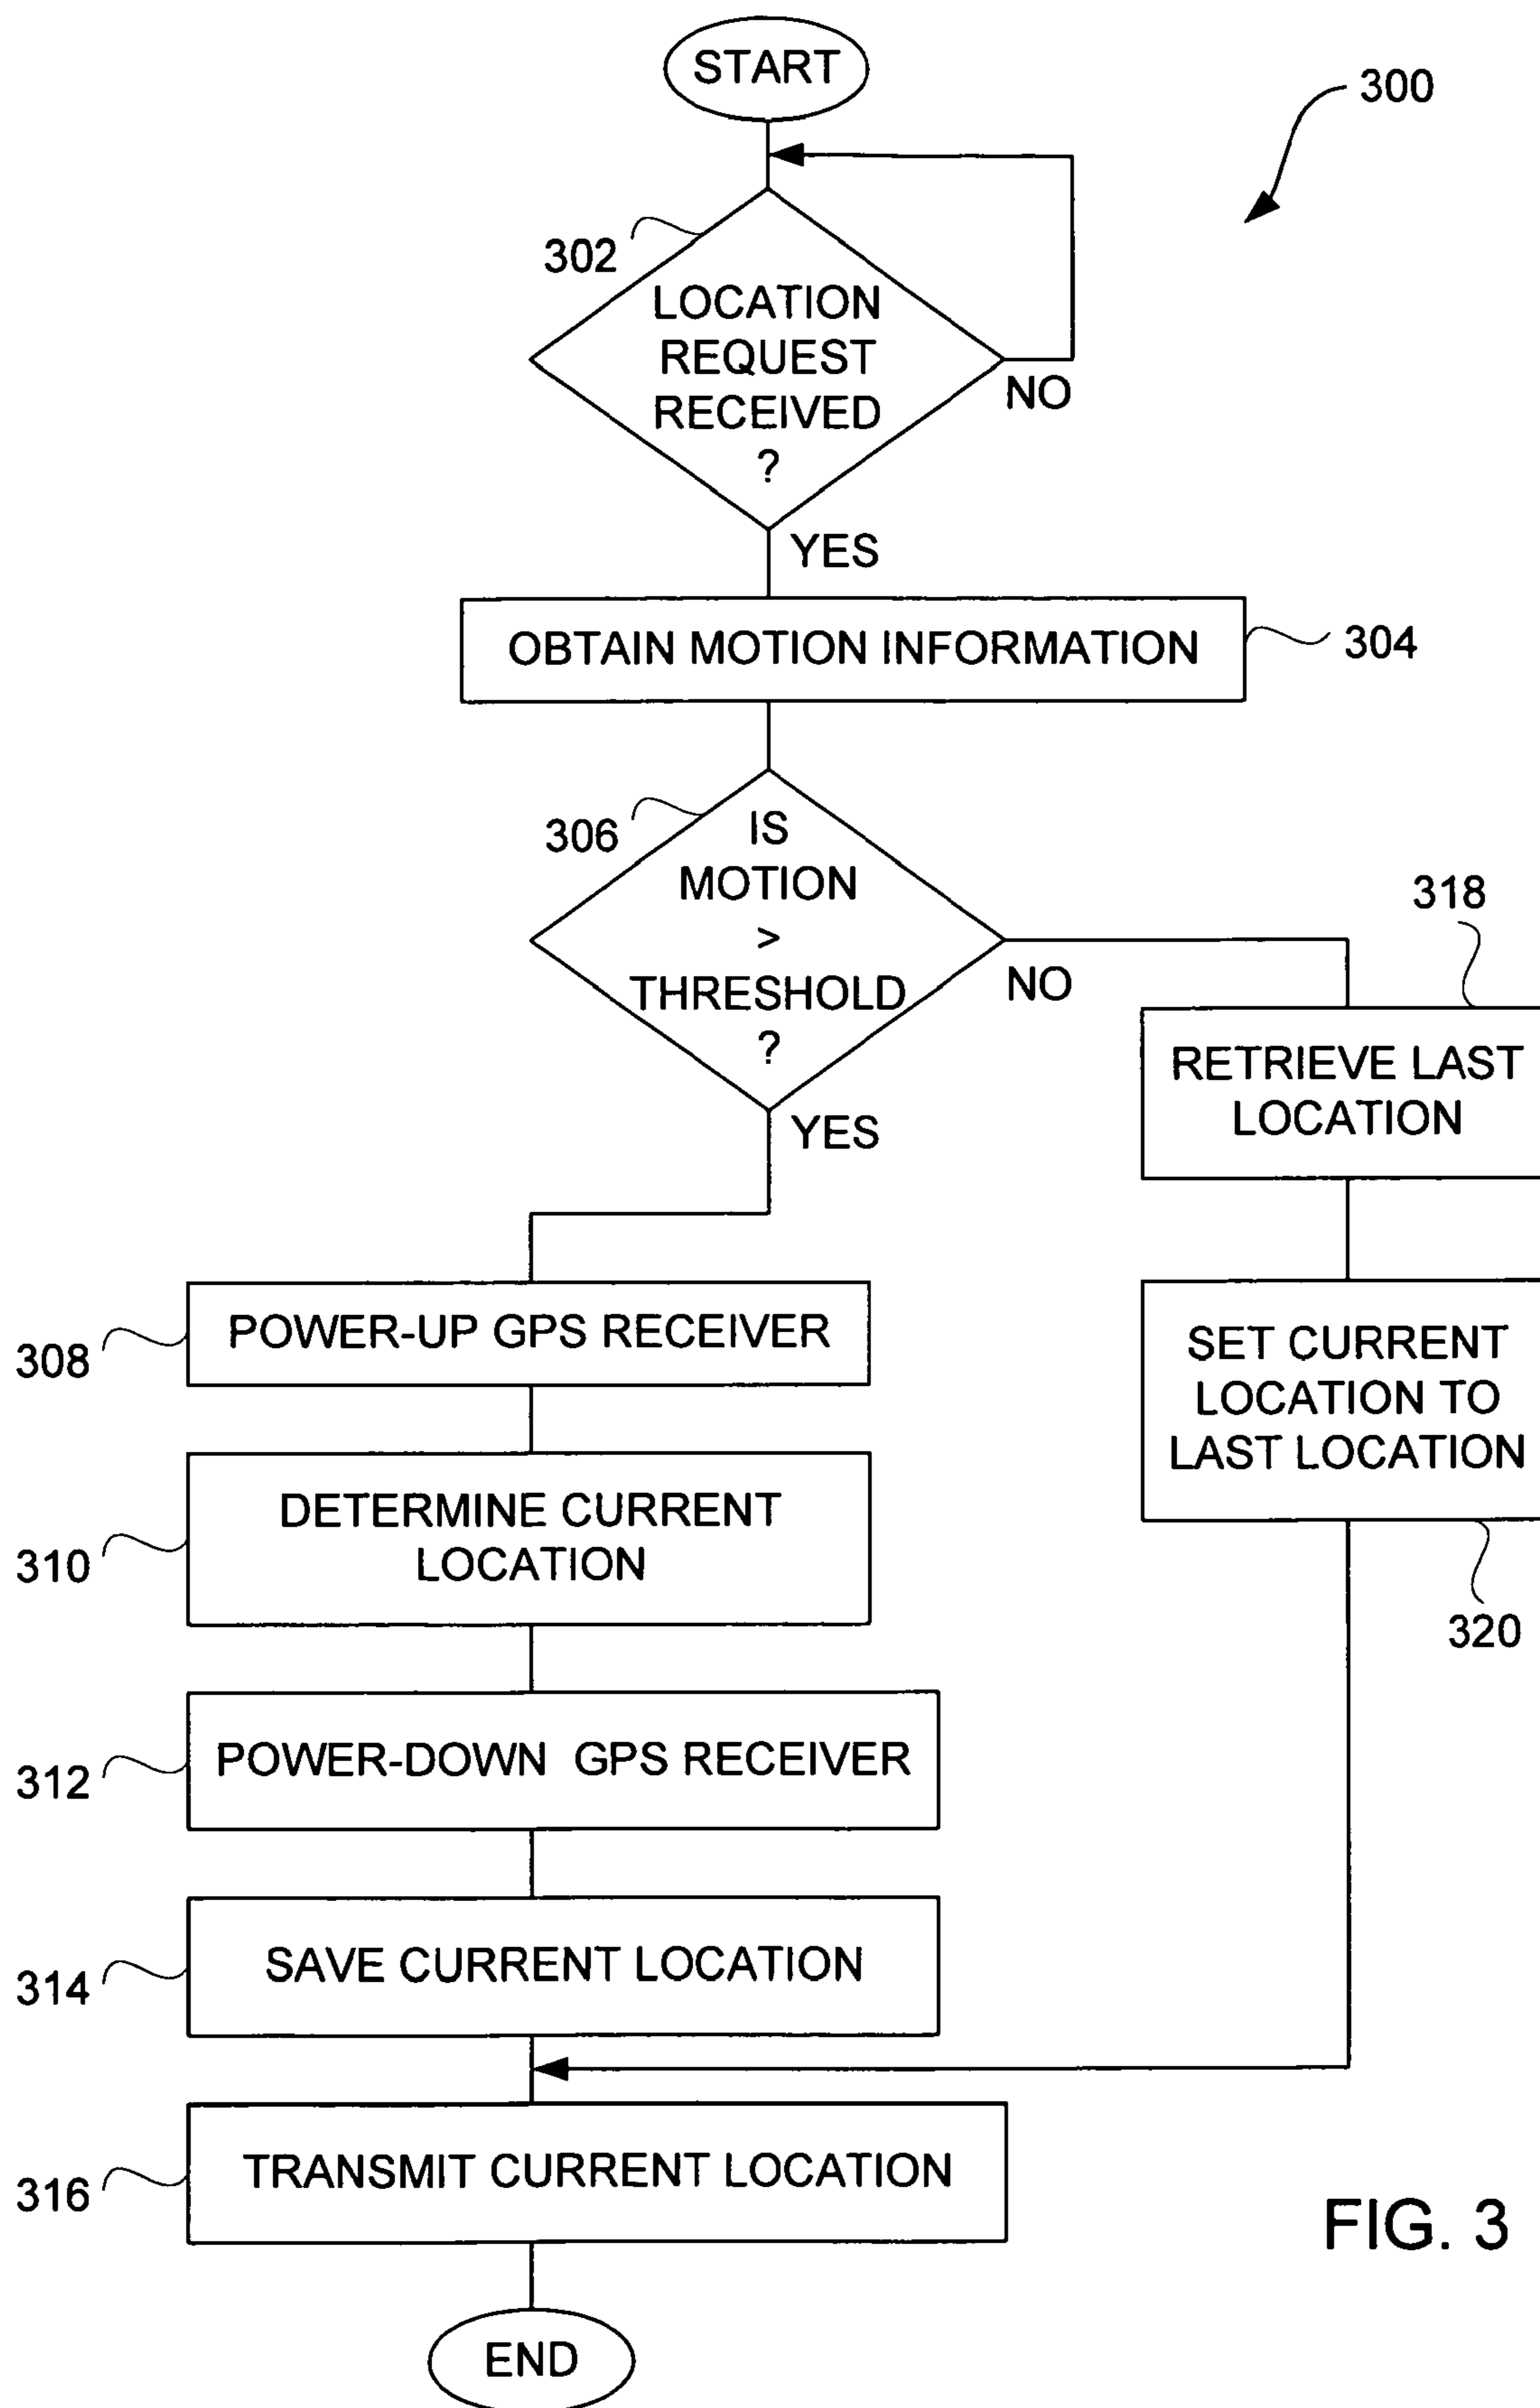 START
300
302
LOCATION
REQUEST
RECEIVED
?
NO
YES
OBTAIN MOTION INFORMATION
304
306
IS
MOTION
>
THRESHOLD
?
NO
YES
318
RETRIEVE LAST
LOCATION
308
POWER-UP GPS RECEIVER
SET CURRENT
LOCATION TO
LAST LOCATION
320
310
DETERMINE CURRENT
LOCATION
312
POWER-DOWN GPS RECEIVER
314
SAVE CURRENT LOCATION
316
TRANSMIT CURRENT LOCATION
END
FIG. 3